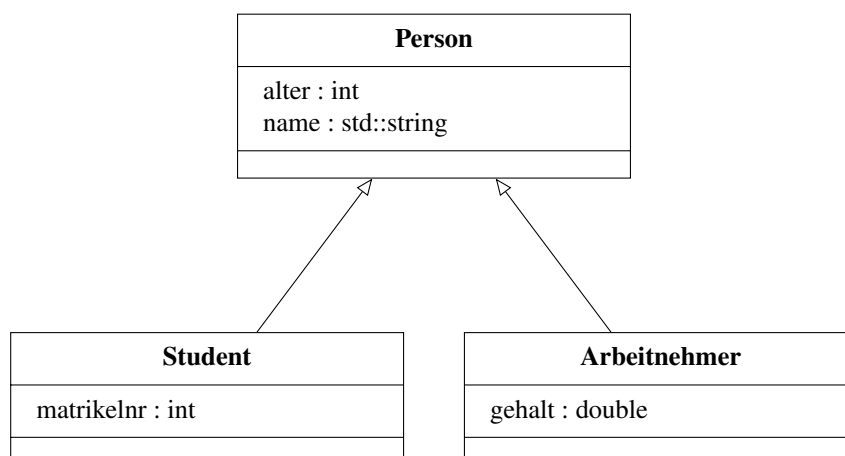 Person
alter : int
name : std::string
Student
matrikelnr : int
Arbeitnehmer
gehalt : double